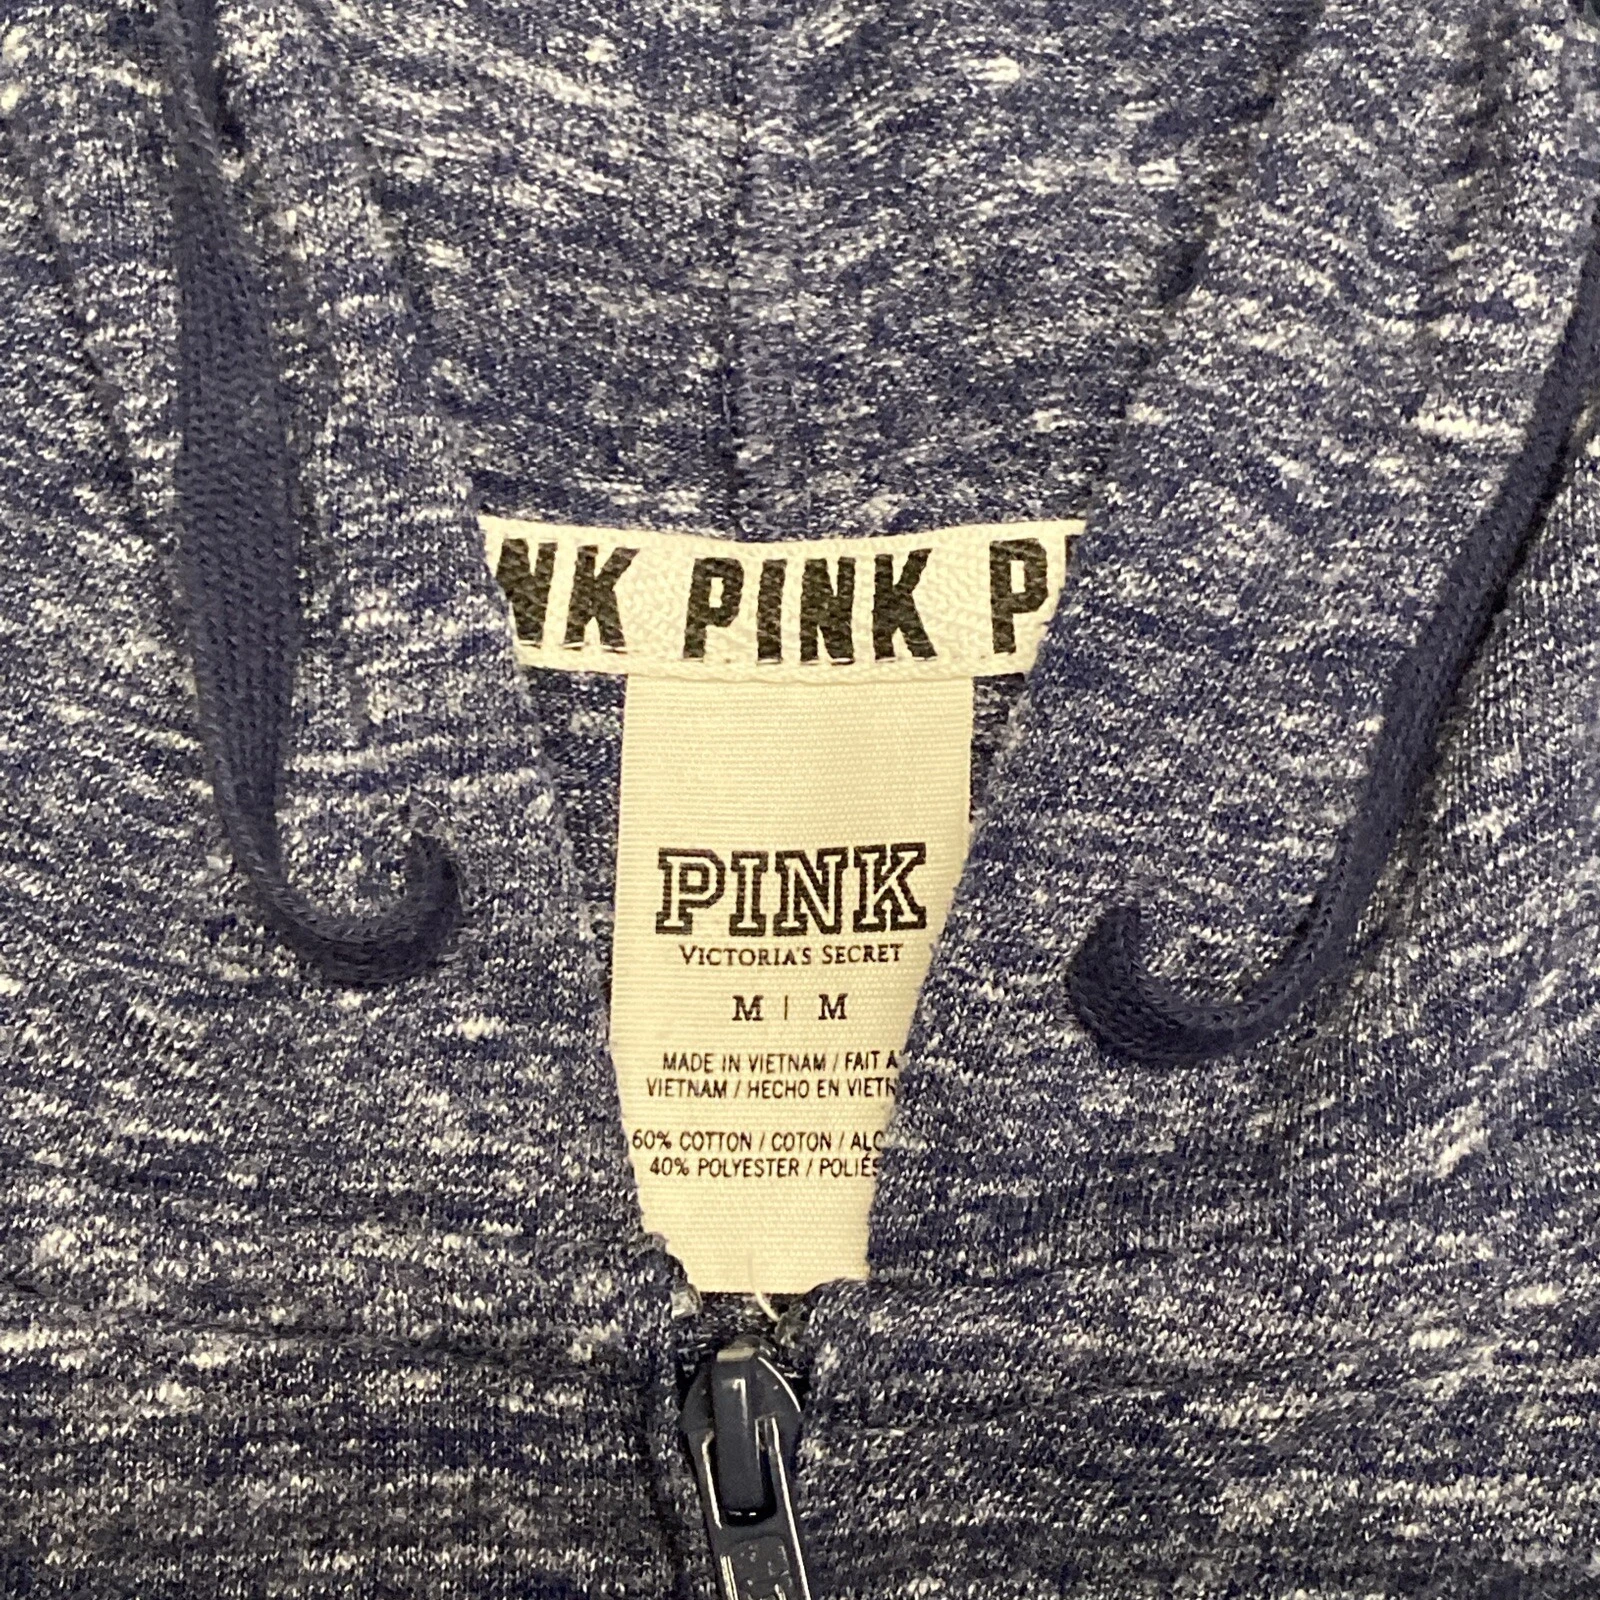 NK PINK P
PINK
VICTORIA'S SECRET
M | M
MADE IN VIETNAM / FAIT A
VIETNAM / HECHO EN VIET
60% COTTON / COTON / ALG
40% POLYESTER / POLIÉS